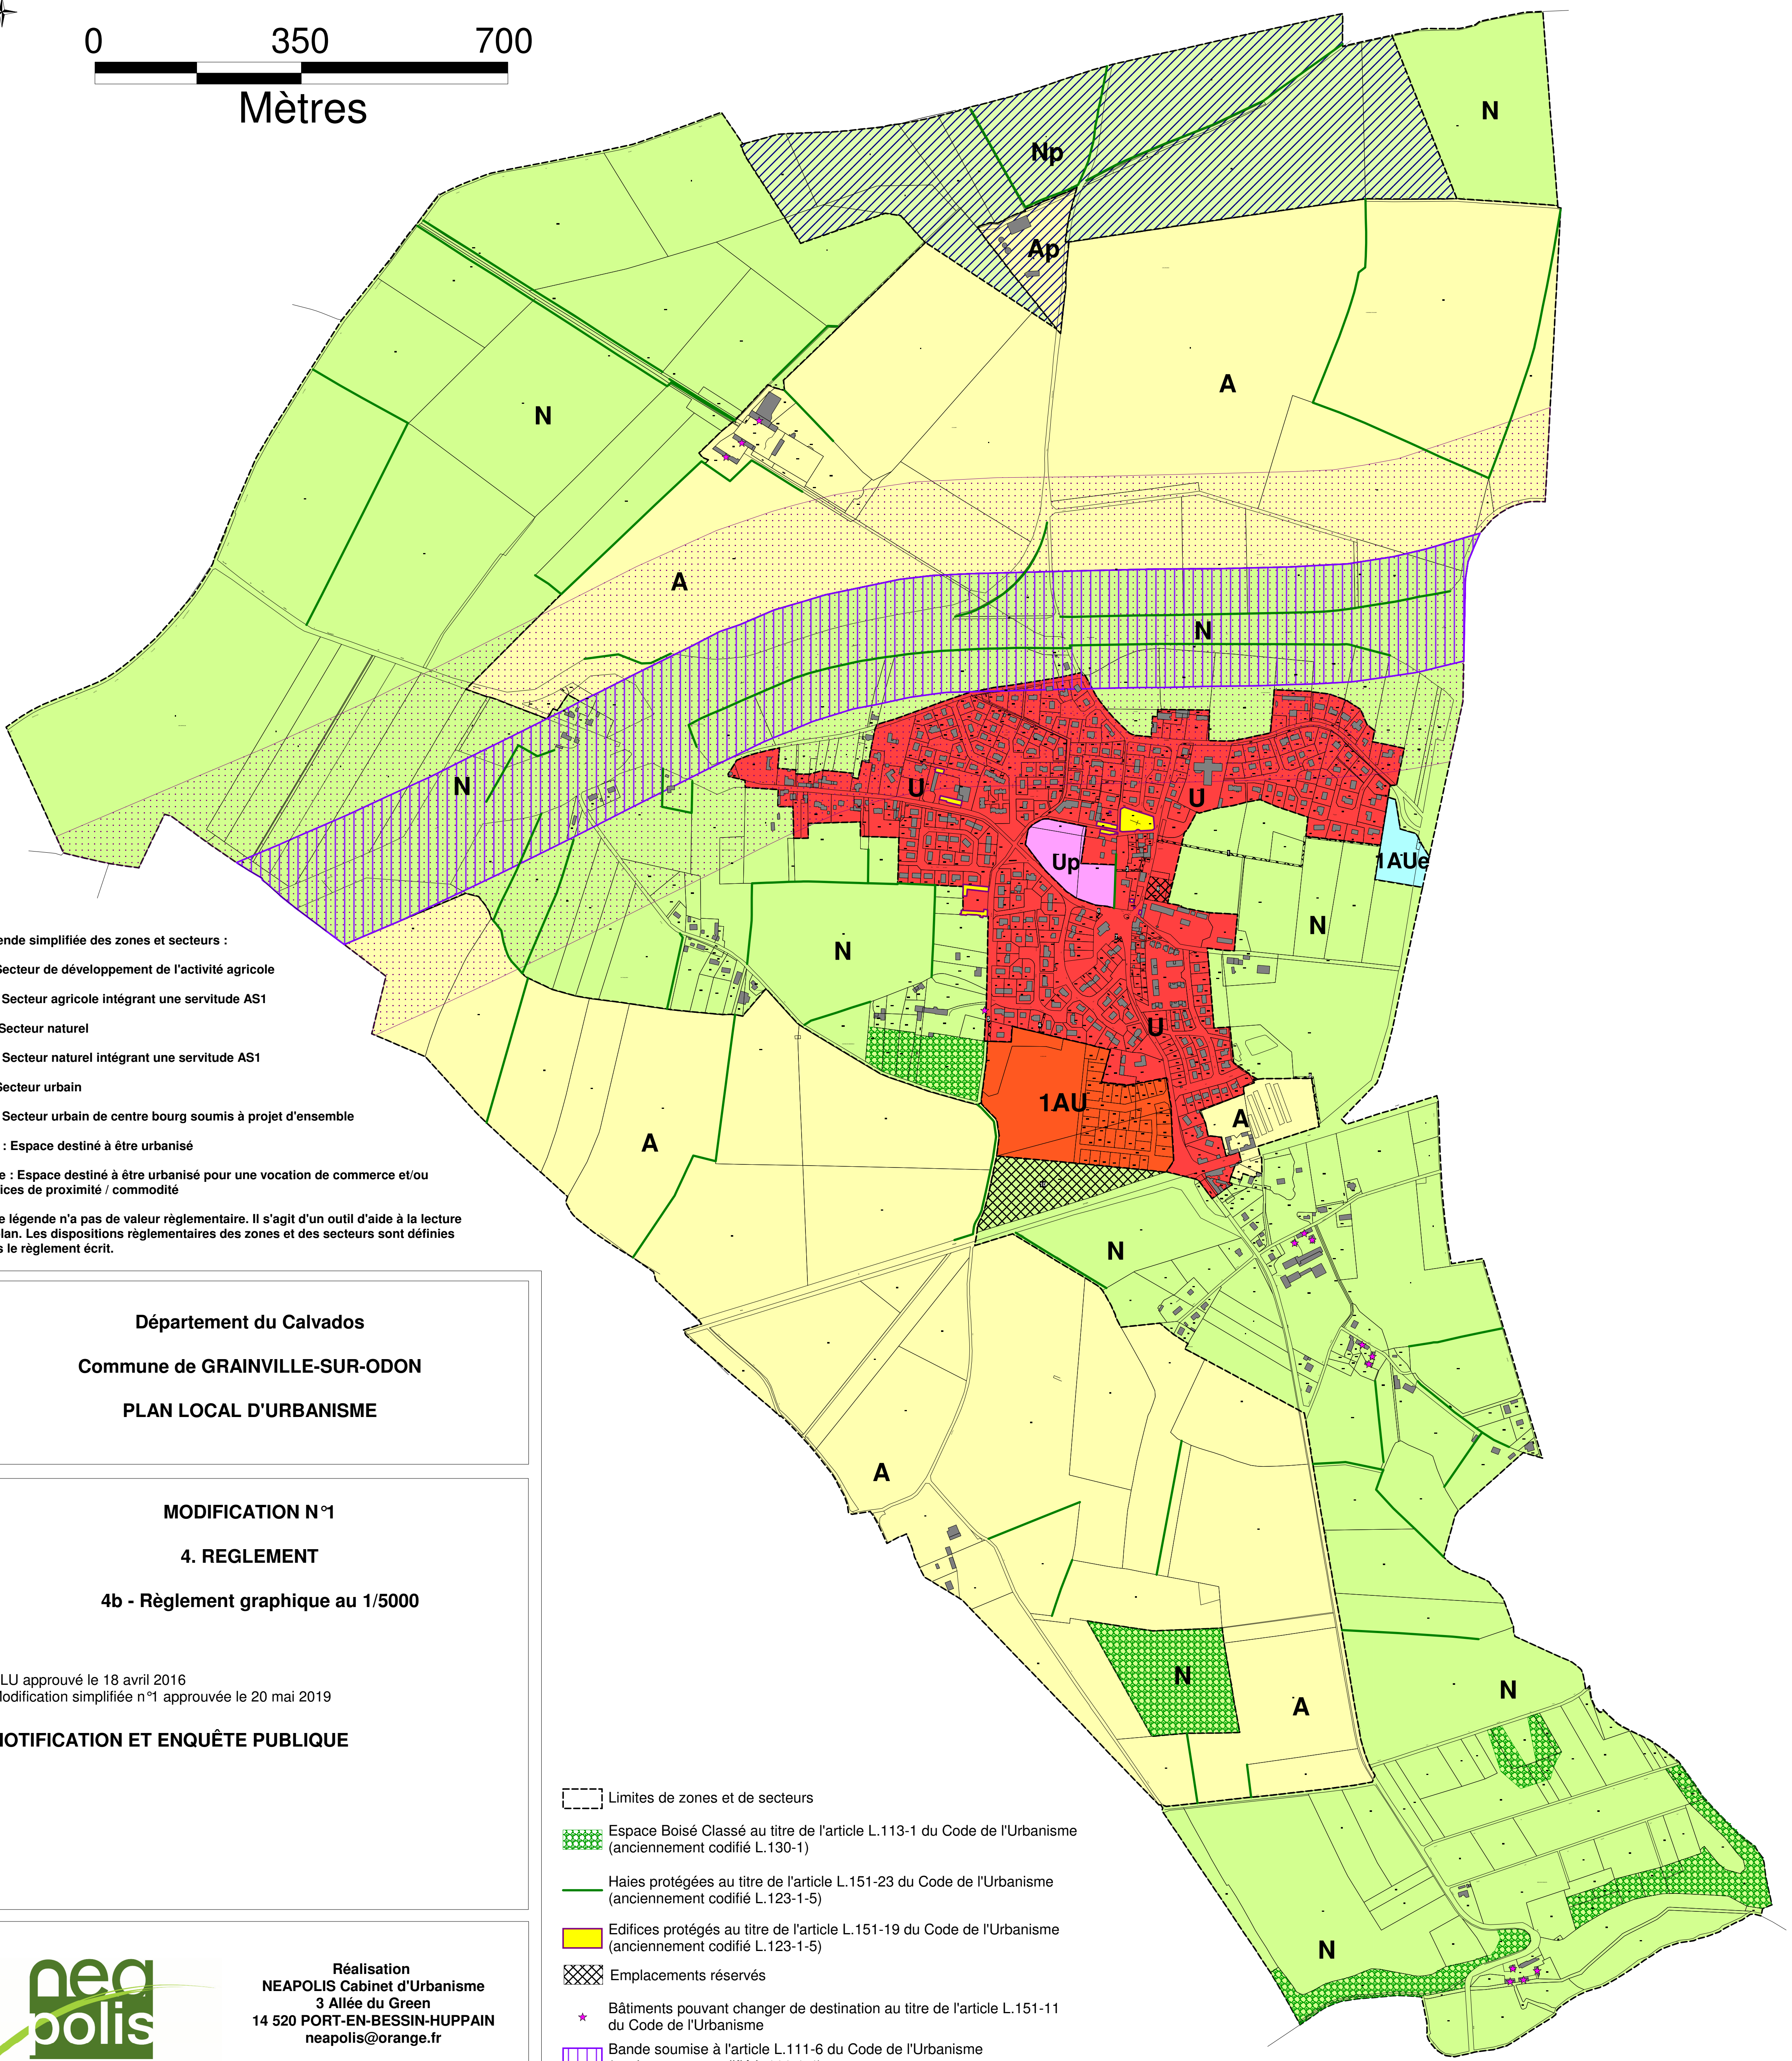 0 350 700
Mètres
N
Np
Ap
N
A
A
N
N
U
U
Up
1AUe
N
N
U
1AU
A
A
N
A
N
A
N
N
ende simplifiée des zones et secteurs :
Secteur de développement de l'activité agricole
Secteur agricole intégrant une servitude AS1
Secteur naturel
Secteur naturel intégrant une servitude AS1
Secteur urbain
Secteur urbain de centre bourg soumis à projet d'ensemble
: Espace destiné à être urbanisé
e : Espace destiné à être urbanisé pour une vocation de commerce et/ou
ices de proximité / commodité
e légende n'a pas de valeur règlementaire. Il s'agit d'un outil d'aide à la lecture
lan. Les dispositions règlementaires des zones et des secteurs sont définies
s le règlement écrit.
Département du Calvados
Commune de GRAINVILLE-SUR-ODON
PLAN LOCAL D'URBANISME
MODIFICATION N°1
4. REGLEMENT
4b - Règlement graphique au 1/5000
LU approuvé le 18 avril 2016
Modification simplifiée n°1 approuvée le 20 mai 2019
NOTIFICATION ET ENQUÊTE PUBLIQUE
nea
polis
Réalisation
NEAPOLIS Cabinet d'Urbanisme
3 Allée du Green
14 520 PORT-EN-BESSIN-HUPPAIN
neapolis@orange.fr
Limites de zones et de secteurs
Espace Boisé Classé au titre de l'article L.113-1 du Code de l'Urbanisme
(anciennement codifié L.130-1)
Haies protégées au titre de l'article L.151-23 du Code de l'Urbanisme
(anciennement codifié L.123-1-5)
Edifices protégés au titre de l'article L.151-19 du Code de l'Urbanisme
(anciennement codifié L.123-1-5)
Emplacements réservés
Bâtiments pouvant changer de destination au titre de l'article L.151-11
du Code de l'Urbanisme
Bande soumise à l'article L.111-6 du Code de l'Urbanisme